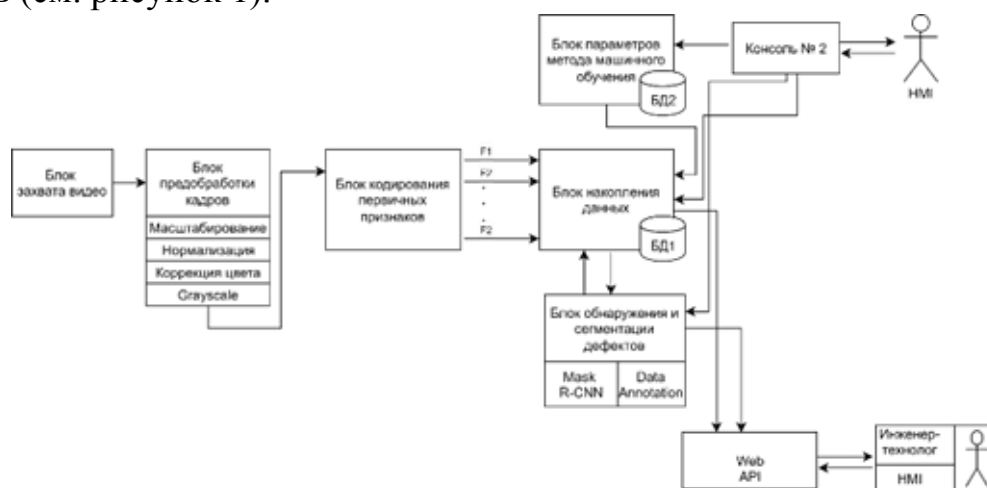 (см. рисунок 1).
Блок параметров
метода машичного
обучения
БД2
Консоль № 2
HMI
Блок
захвата видео
Блок
предобработки
кадров
Масштабирование
Нормализация
Коррекция цвета
Grayscale
Блок кодирования
первичных
признаков
F1
F2
.
.
F2
Блок накопления
данных
БД1
Блок обнаружения и
сегментации
дефектов
Mask
R-CNN
Data
Annotation
Web
API
Инженер-
технолог
HMI